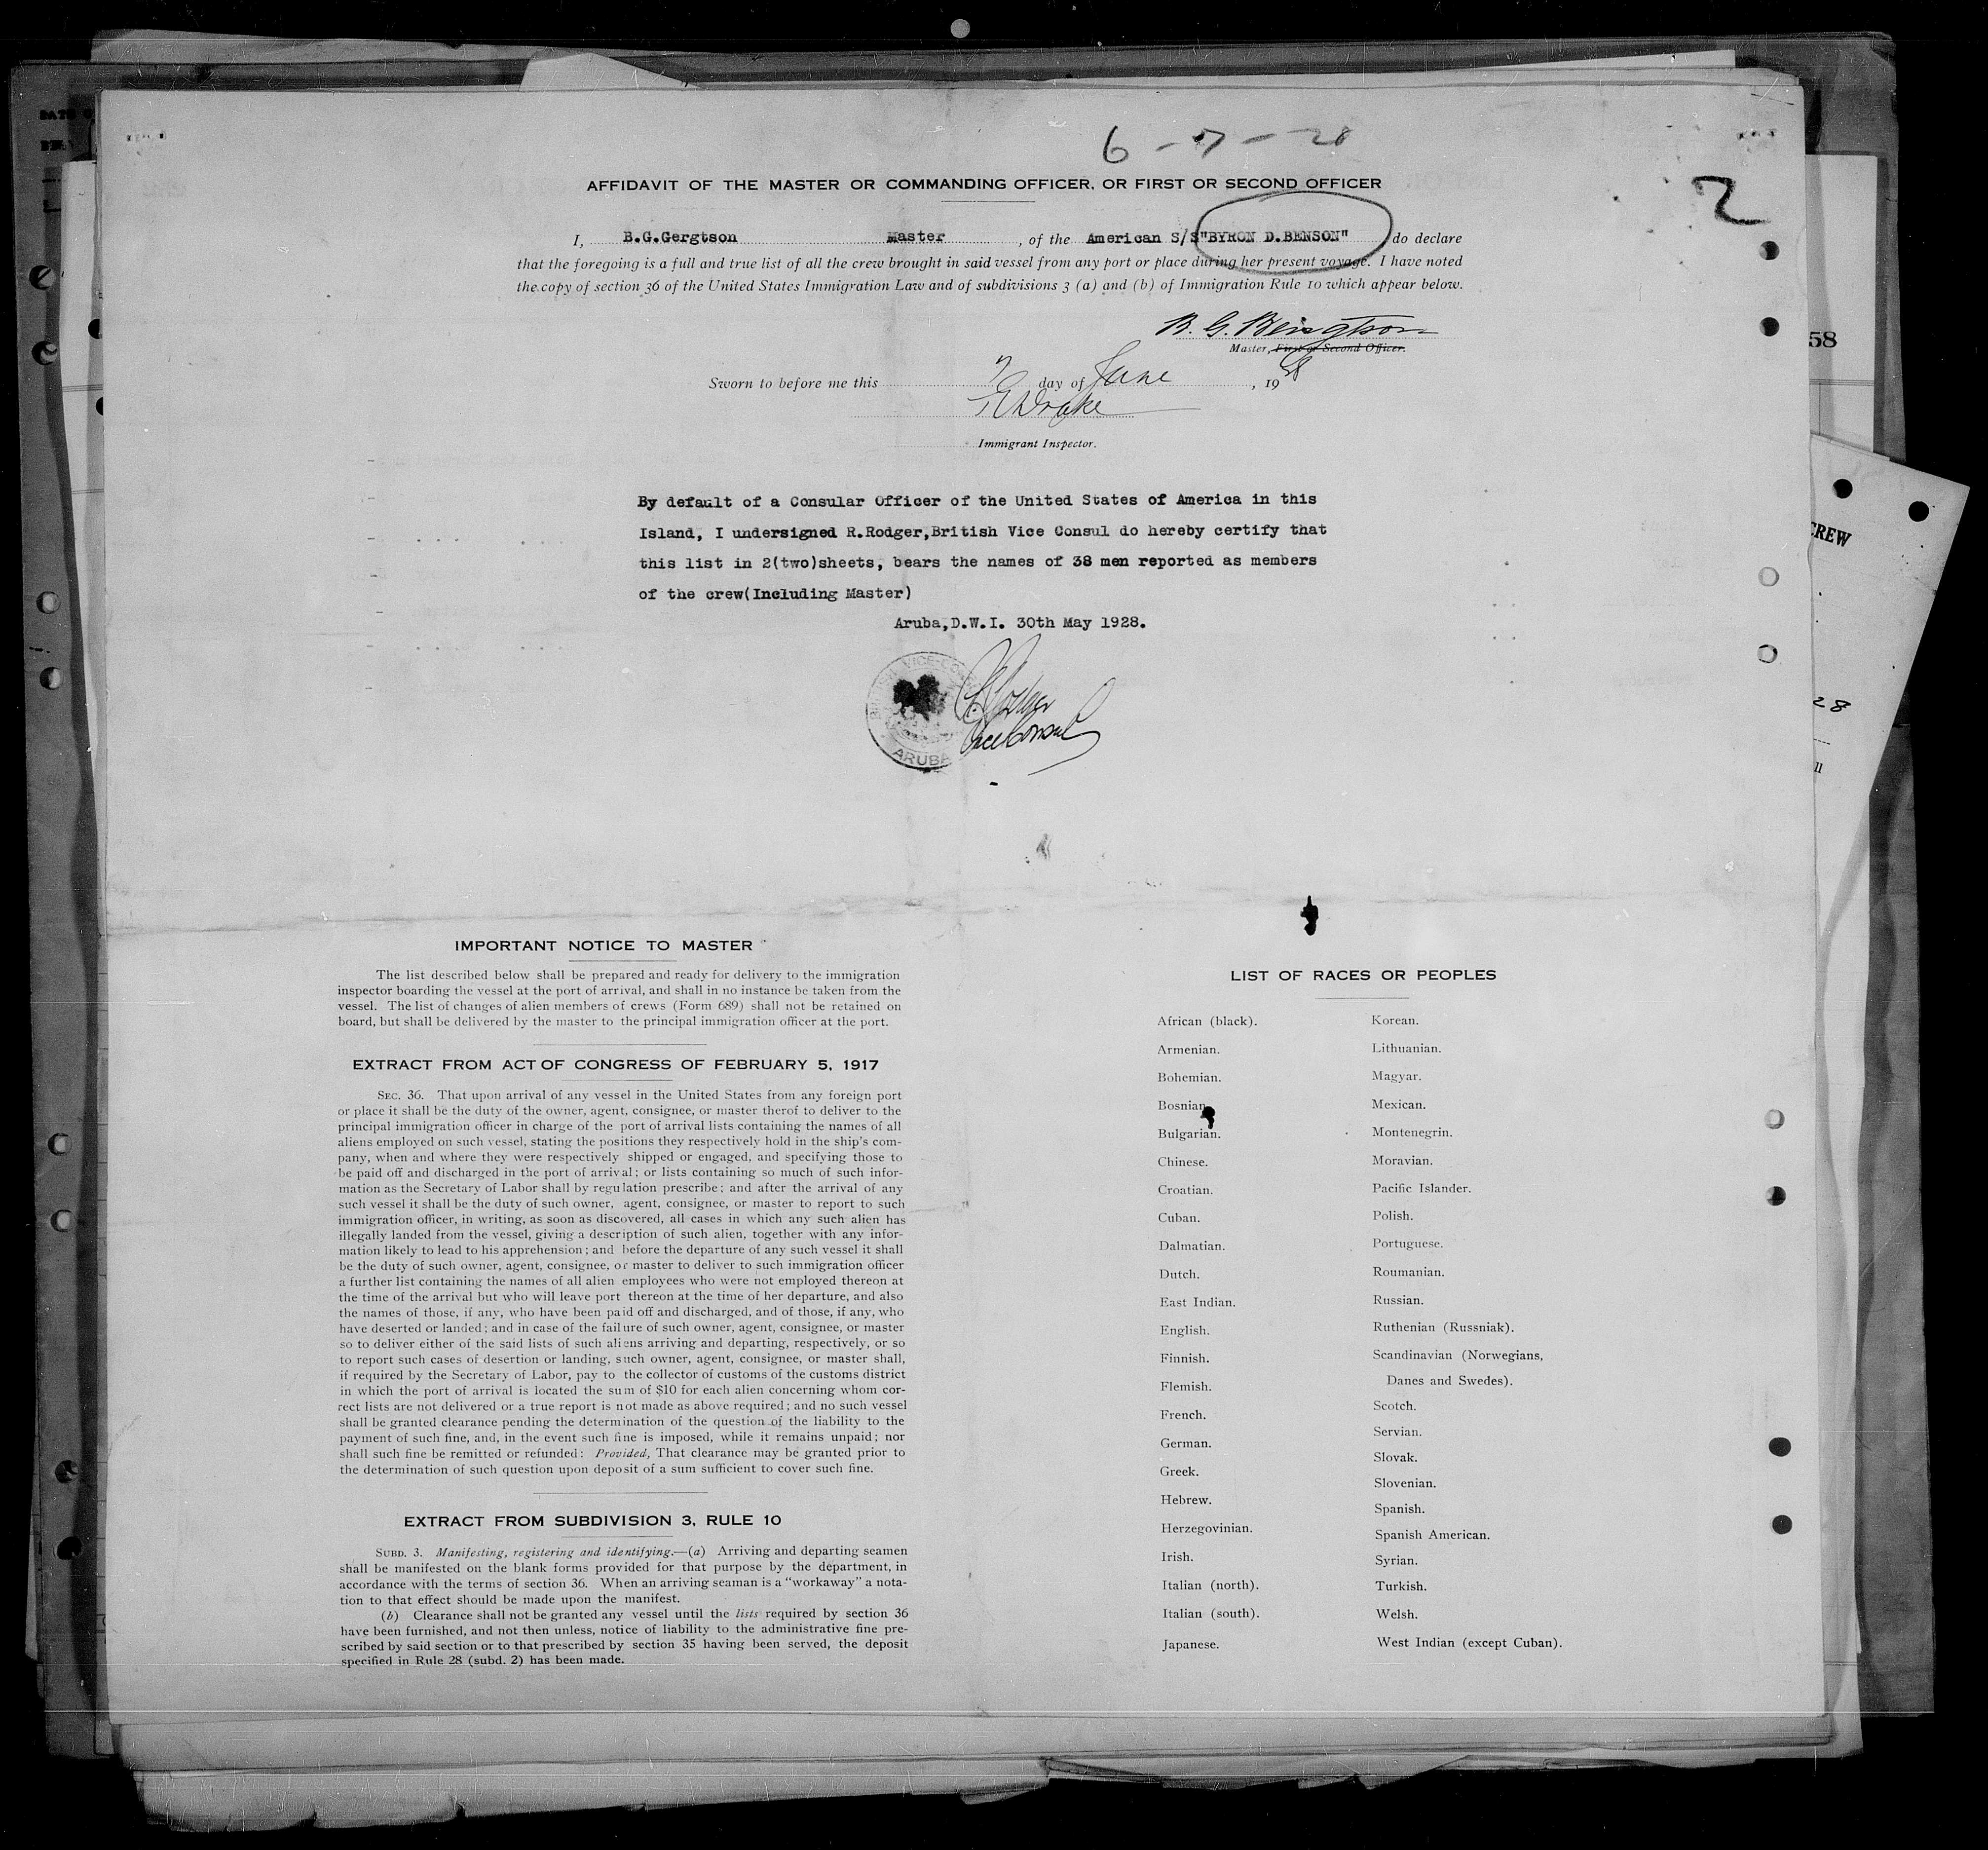 6 - 7 - 28
2
AFFIDAVIT OF THE MASTER OR COMMANDING OFFICER, OR FIRST OR SECOND OFFICER
I, B.G.Gergtson Master, of the American S/S"BYRON D.BENSON" do declare
that the foregoing is a full and true list of all the crew brought in said vessel from any port or place during her present voyage. I have noted
the copy of section 36 of the United States Immigration Law and of subdivisions 3 (a) and (b) of Immigration Rule 10 which appear below.
B. G. Bengtson
Master, First or Second Officer.
Sworn to before me this 7 day of June, 1928
Drake
Immigrant Inspector.
By default of a Consular Officer of the United States of America in this
Island, I undersigned R.Rodger,British Vice Consul do hereby certify that
this list in 2(two)sheets, bears the names of 38 men reported as members
of the crew(Including Master)
Aruba,D.W.I. 30th May 1928.
VICE-CO
ARUBA
Rodger
Vice Consul
58
CREW
28
IMPORTANT NOTICE TO MASTER
The list described below shall be prepared and ready for delivery to the immigration
inspector boarding the vessel at the port of arrival, and shall in no instance be taken from the
vessel. The list of changes of alien members of crews (Form 689) shall not be retained on
board, but shall be delivered by the master to the principal immigration officer at the port.
EXTRACT FROM ACT OF CONGRESS OF FEBRUARY 5, 1917
SEC. 36. That upon arrival of any vessel in the United States from any foreign port
or place it shall be the duty of the owner, agent, consignee, or master therof to deliver to the
principal immigration officer in charge of the port of arrival lists containing the names of all
aliens employed on such vessel, stating the positions they respectively hold in the ship's com-
pany, when and where they were respectively shipped or engaged, and specifying those to
be paid off and discharged in the port of arrival; or lists containing so much of such infor-
mation as the Secretary of Labor shall by regulation prescribe; and after the arrival of any
such vessel it shall be the duty of such owner, agent, consignee, or master to report to such
immigration officer, in writing, as soon as discovered, all cases in which any such alien has
illegally landed from the vessel, giving a description of such alien, together with any infor-
mation likely to lead to his apprehension; and before the departure of any such vessel it shall
be the duty of such owner, agent, consignee, or master to deliver to such immigration officer
a further list containing the names of all alien employees who were not employed thereon at
the time of the arrival but who will leave port thereon at the time of her departure, and also
the names of those, if any, who have been paid off and discharged, and of those, if any, who
have deserted or landed; and in case of the failure of such owner, agent, consignee, or master
so to deliver either of the said lists of such aliens arriving and departing, respectively, or so
to report such cases of desertion or landing, such owner, agent, consignee, or master shall,
if required by the Secretary of Labor, pay to the collector of customs of the customs district
in which the port of arrival is located the sum of $10 for each alien concerning whom cor-
rect lists are not delivered or a true report is not made as above required; and no such vessel
shall be granted clearance pending the determination of the question of the liability to the
payment of such fine, and, in the event such fine is imposed, while it remains unpaid; nor
shall such fine be remitted or refunded: Provided, That clearance may be granted prior to
the determination of such question upon deposit of a sum sufficient to cover such fine.
EXTRACT FROM SUBDIVISION 3, RULE 10
SUBD. 3. Manifesting, registering and identifying.—(a) Arriving and departing seamen
shall be manifested on the blank forms provided for that purpose by the department, in
accordance with the terms of section 36. When an arriving seaman is a "workaway" a nota-
tion to that effect should be made upon the manifest.
(b) Clearance shall not be granted any vessel until the lists required by section 36
have been furnished, and not then unless, notice of liability to the administrative fine pre-
scribed by said section or to that prescribed by section 35 having been served, the deposit
specified in Rule 28 (subd. 2) has been made.
LIST OF RACES OR PEOPLES
African (black).
Armenian.
Bohemian.
Bosnian
Bulgarian.
Chinese.
Croatian.
Cuban.
Dalmatian.
Dutch.
East Indian.
English.
Finnish.
Flemish.
French.
German.
Greek.
Hebrew.
Herzegovinian.
Irish.
Italian (north).
Italian (south).
Japanese.
Korean.
Lithuanian.
Magyar.
Mexican.
Montenegrin.
Moravian.
Pacific Islander.
Polish.
Portuguese.
Roumanian.
Russian.
Ruthenian (Russniak).
Scandinavian (Norwegians,
Danes and Swedes).
Scotch.
Servian.
Slovak.
Slovenian.
Spanish.
Spanish American.
Syrian.
Turkish.
Welsh.
West Indian (except Cuban).